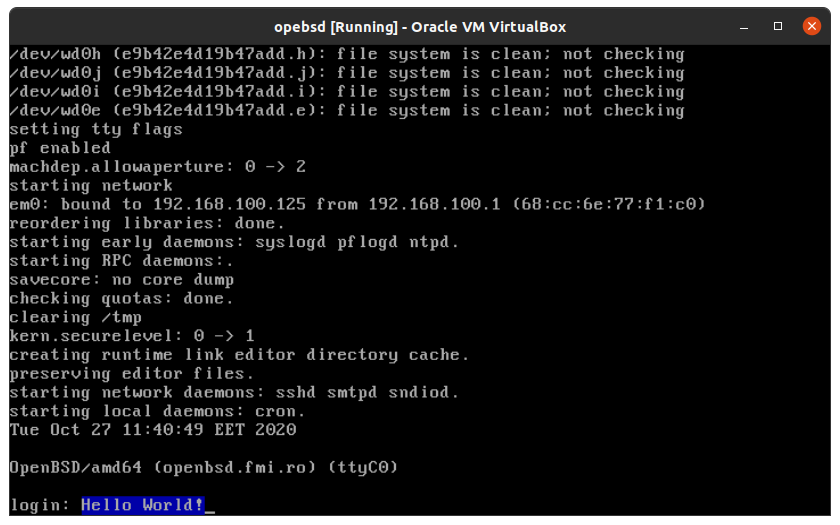 opebsd [Running] - Oracle VM VirtualBox
/dev/wd0h (e9b42e4d19b47add.h): file system is clean; not checking
/dev/wd0j (e9b42e4d19b47add.j): file system is clean; not checking
/dev/wd0i (e9b42e4d19b47add.i): file system is clean; not checking
/dev/wd0e (e9b42e4d19b47add.e): file system is clean; not checking
setting tty flags
pf enabled
machdep.allowaperture: 0 -> 2
starting network
em0: bound to 192.168.100.125 from 192.168.100.1 (68:cc:6e:77:f1:c0)
reordering libraries: done.
starting early daemons: syslogd pflogd ntpd.
starting RPC daemons:.
savecore: no core dump
checking quotas: done.
clearing /tmp
kern.securelevel: 0 -> 1
creating runtime link editor directory cache.
preserving editor files.
starting network daemons: sshd smtpd sndiod.
starting local daemons: cron.
Tue Oct 27 11:40:49 EET 2020
OpenBSD/amd64 (openbsd.fmi.ro) (ttyC0)
login: Hello World!_